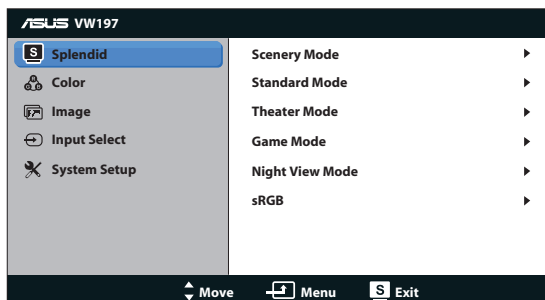 ASUS VW197
S Splendid
Color
Image
Input Select
System Setup
Scenery Mode
Standard Mode
Theater Mode
Game Mode
Night View Mode
sRGB
Move Menu S Exit